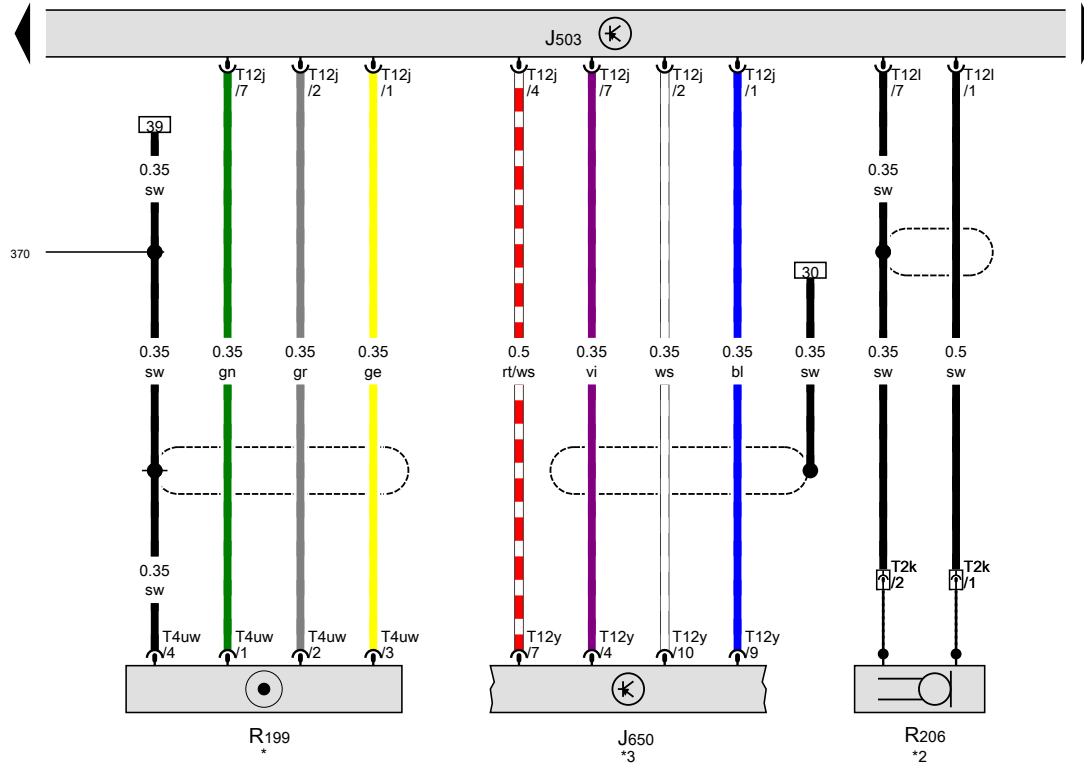 J503
T12j T12j T12j T12j T12j T12j T12j T12l T12l
/7 /2 /1 /4 /7 /2 /1 /7 /1
39
0.35 0.35
sw sw
370
30
0.35 0.35 0.35 0.35 0.5 0.35 0.35 0.35 0.35 0.35 0.5
sw gn gr ge rt/ws vi ws bl sw sw sw
0.35
sw
T2k T2k
/2 /1
T4uw T4uw T4uw T4uw T12y T12y T12y T12y
/4 /1 /2 /3 /7 /4 /10 /9
R199 J650 R206
* *3 *2